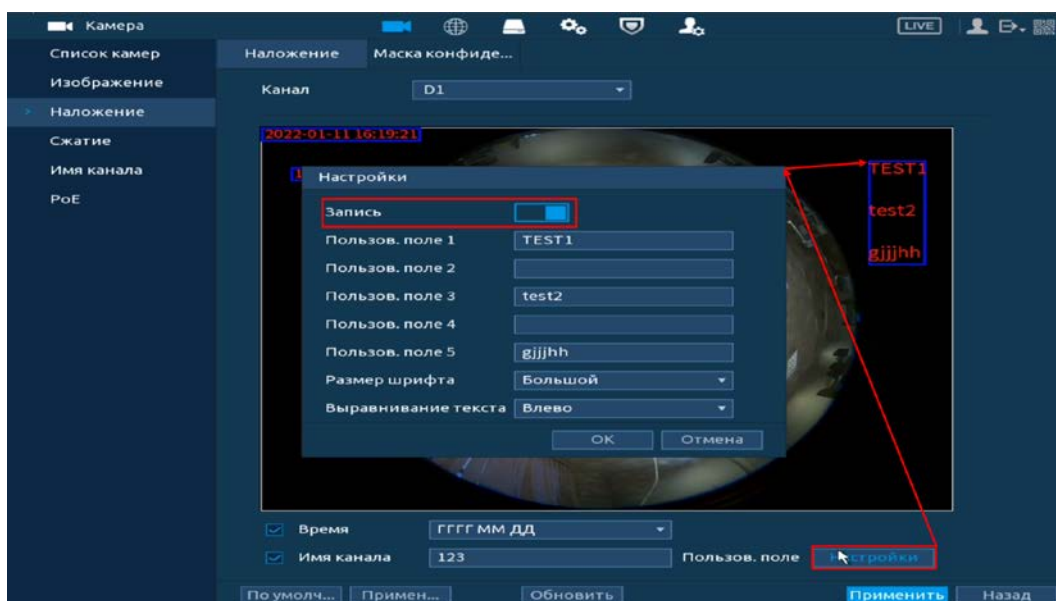 Камера
LIVE
Список камер
Наложение
Маска конфиде...
Изображение
Канал
D1
Наложение
Сжатие
2022-01-11 16:19:21
Имя канала
Настройки
TEST1
PoE
Запись
test2
Пользов. поле 1
TEST1
gjjjhh
Пользов. поле 2
Пользов. поле 3
test2
Пользов. поле 4
Пользов. поле 5
gjjjhh
Размер шрифта
Большой
Выравнивание текста
Влево
OK
Отмена
Время
ГГГГ ММ ДД
Имя канала
123
Пользов. поле
Настройки
По умолч...
Примен...
Обновить
Применить
Назад